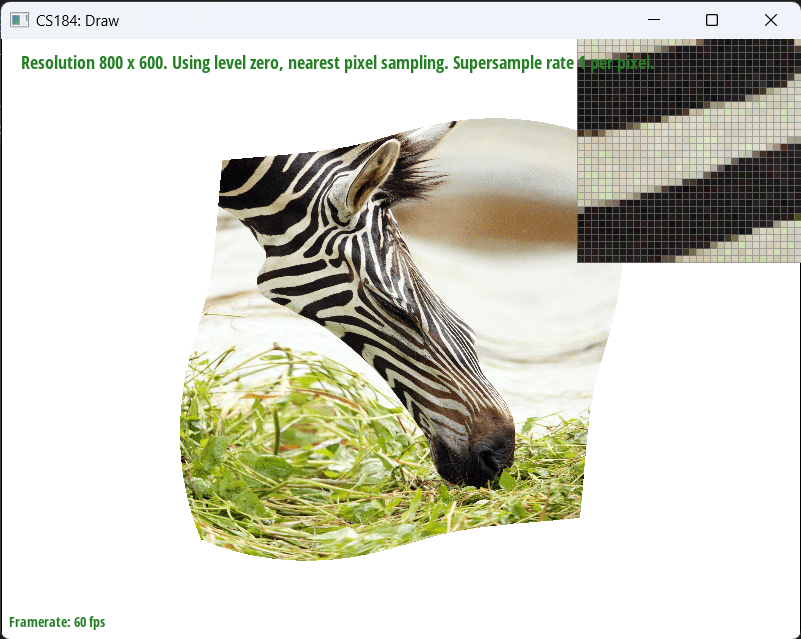 CS184: Draw
Resolution 800 x 600. Using level zero, nearest pixel sampling. Supersample rate 1 per pixel.
Framerate: 60 fps